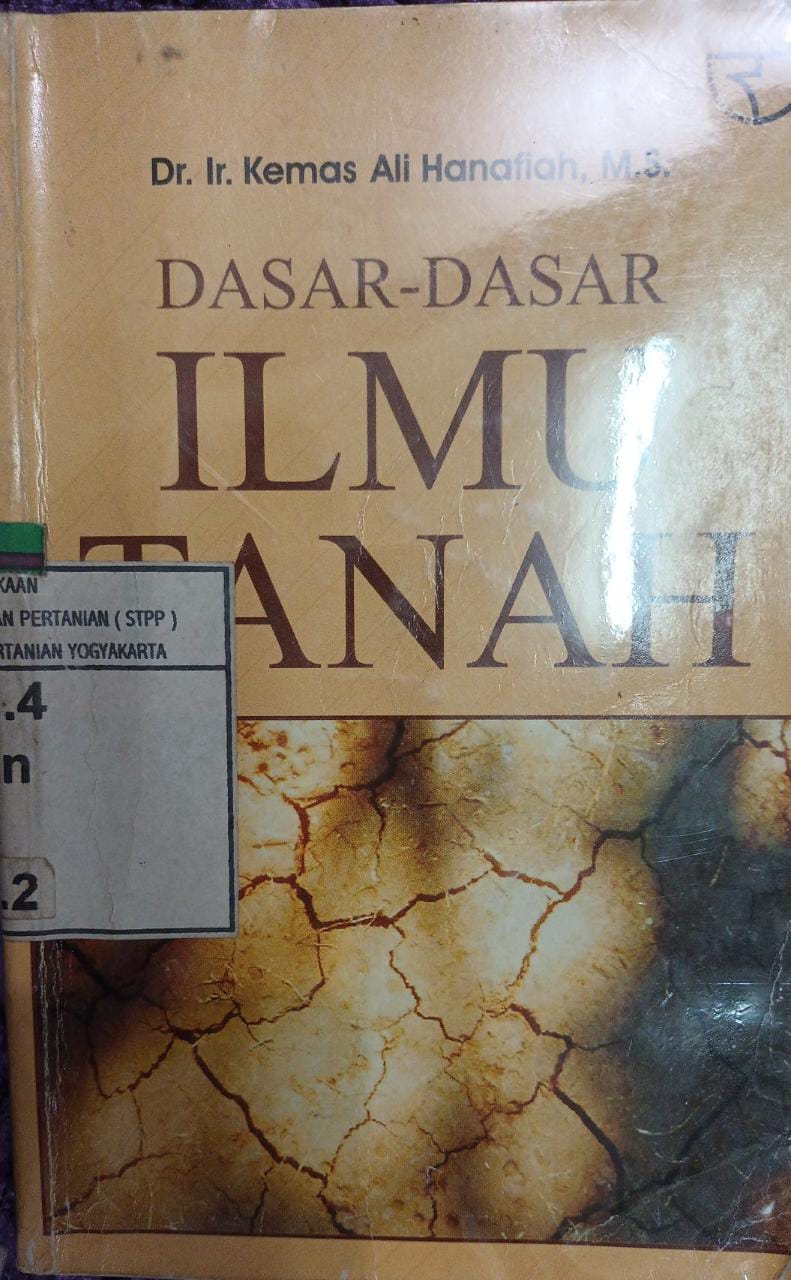 Dr. Ir. Kemas Ali Hanafiah, M.S.
DASAR-DASAR
ILMU
TANAH
KAAN
AN PERTANIAN ( STPP )
RTANIAN YOGYAKARTA
.4
n
.2